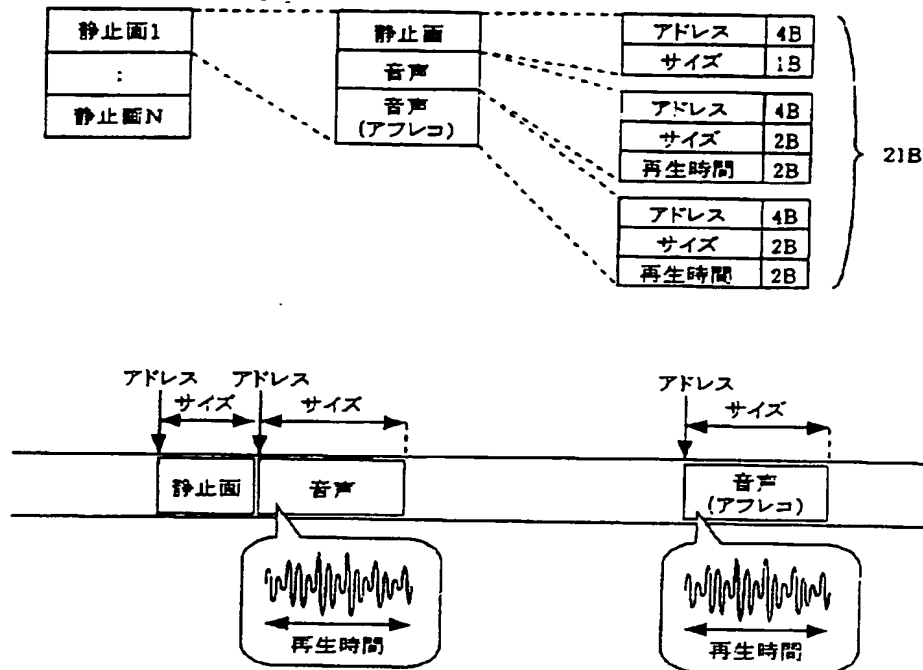 静止画1
:
静止画N
静止画
音声
音声
(アフレコ)
アドレス 4B
サイズ 1B
アドレス 4B
サイズ 2B
再生時間 2B
アドレス 4B
サイズ 2B
再生時間 2B
21B
アドレス アドレス アドレス
サイズ サイズ サイズ
静止画 音声 音声
(アフレコ)
再生時間 再生時間